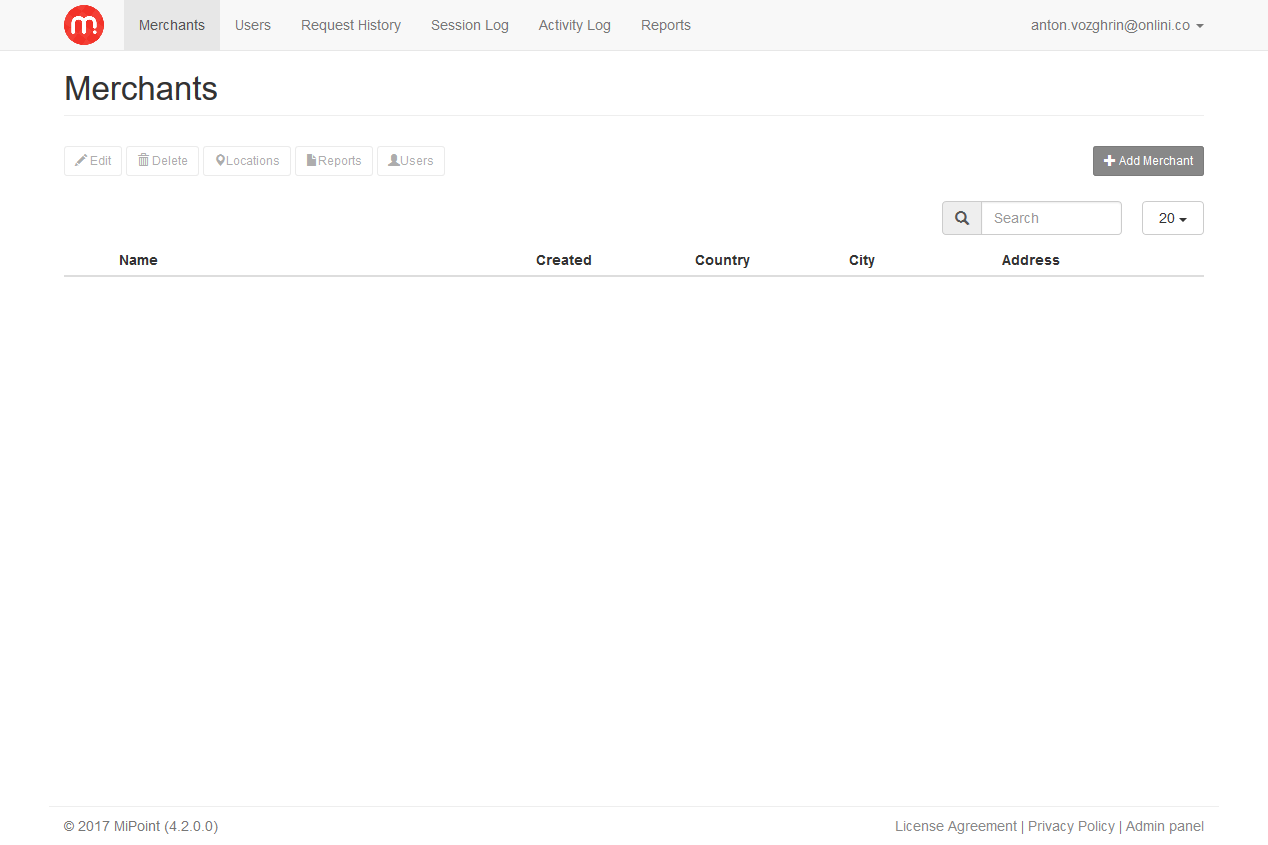 m Merchants Users Request History Session Log Activity Log Reports anton.vozghrin@onlini.co
Merchants
Edit Delete Locations Reports Users Add Merchant
Search 20
Name Created Country City Address
© 2017 MiPoint (4.2.0.0) License Agreement | Privacy Policy | Admin panel